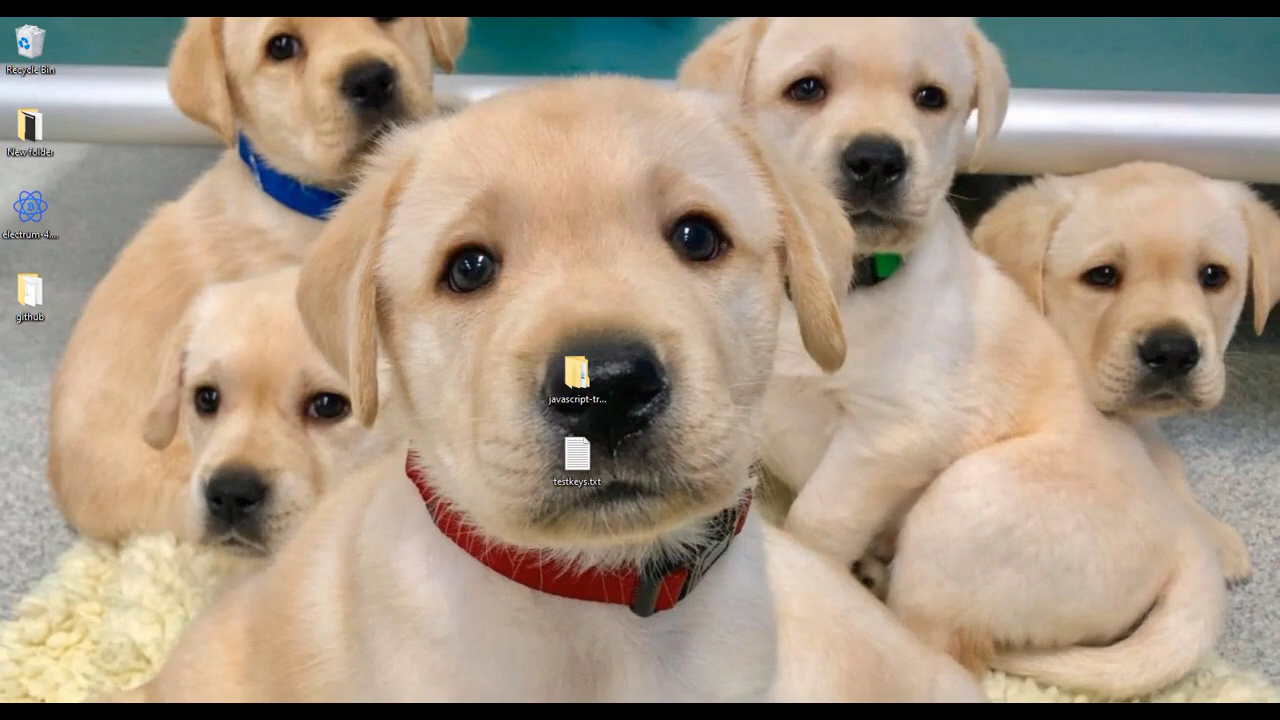 Recycle Bin
New folder
electrum-4....
github
javascript-tr...
testkeys.txt